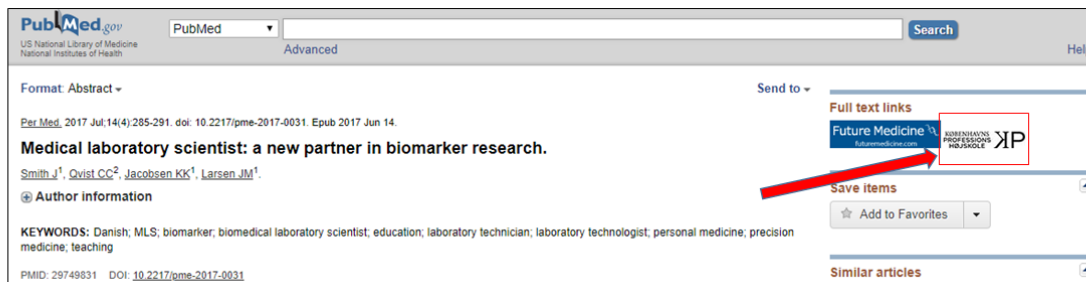 PubMed.gov
US National Library of Medicine
National Institutes of Health
PubMed
Search
Advanced
Hel
Format: Abstract
Send to
Per Med. 2017 Jul;14(4):285-291. doi: 10.2217/pme-2017-0031. Epub 2017 Jun 14.
Medical laboratory scientist: a new partner in biomarker research.
Smith J1, Qvist CC2, Jacobsen KK1, Larsen JM1.
Author information
KEYWORDS: Danish; MLS; biomarker; biomedical laboratory scientist; education; laboratory technician; laboratory technologist; personal medicine; precision
medicine; teaching
PMID: 29749831 DOI: 10.2217/pme-2017-0031
Full text links
Future Medicine
futuremedicine.com
KØBENHAVNS
PROFESSIONS
HØJSKOLE
KP
Save items
Add to Favorites
Similar articles